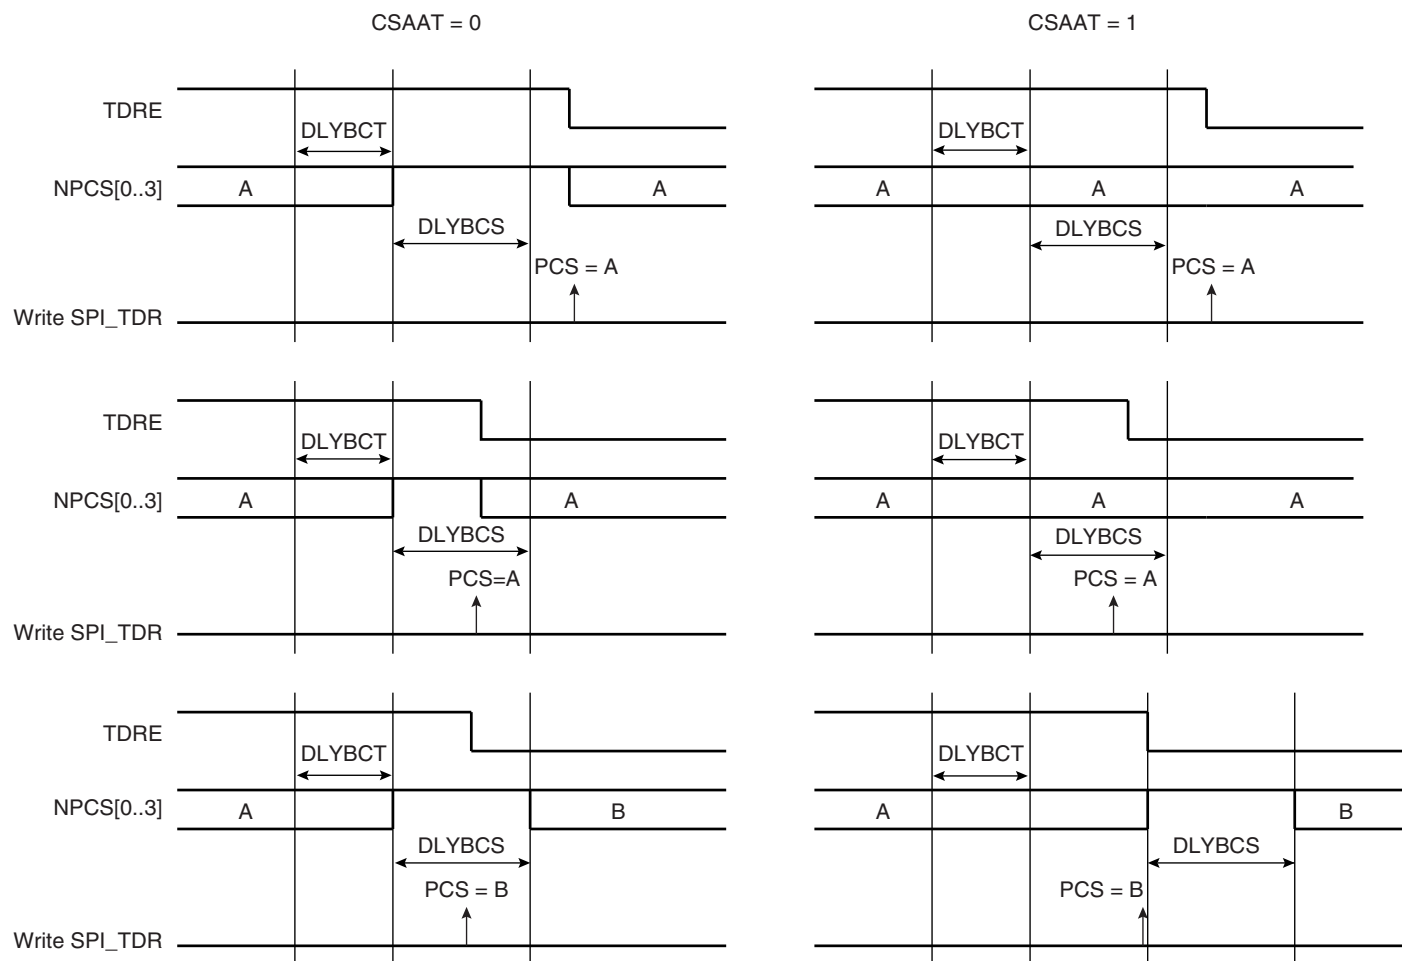 CSAAT = 0 CSAAT = 1
TDRE
DLYBCT DLYBCT
NPCS[0..3] A A A A A
DLYBCS DLYBCS
PCS = A PCS = A
Write SPI_TDR
TDRE
DLYBCT DLYBCT
NPCS[0..3] A A A A A
DLYBCS DLYBCS
PCS=A PCS = A
Write SPI_TDR
TDRE
DLYBCT DLYBCT
NPCS[0..3] A B A B
DLYBCS DLYBCS
PCS = B PCS = B
Write SPI_TDR